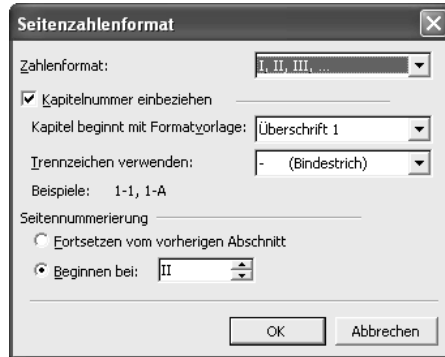 Seitenzahlenformat
Zahlenformat: I, II, III, ...
Kapitelnummer einbeziehen
Kapitel beginnt mit Formatvorlage: Überschrift 1
Trennzeichen verwenden: - (Bindestrich)
Beispiele: 1-1, 1-A
Seitennummerierung
Fortsetzen vom vorherigen Abschnitt
Beginnen bei: II
OK Abbrechen